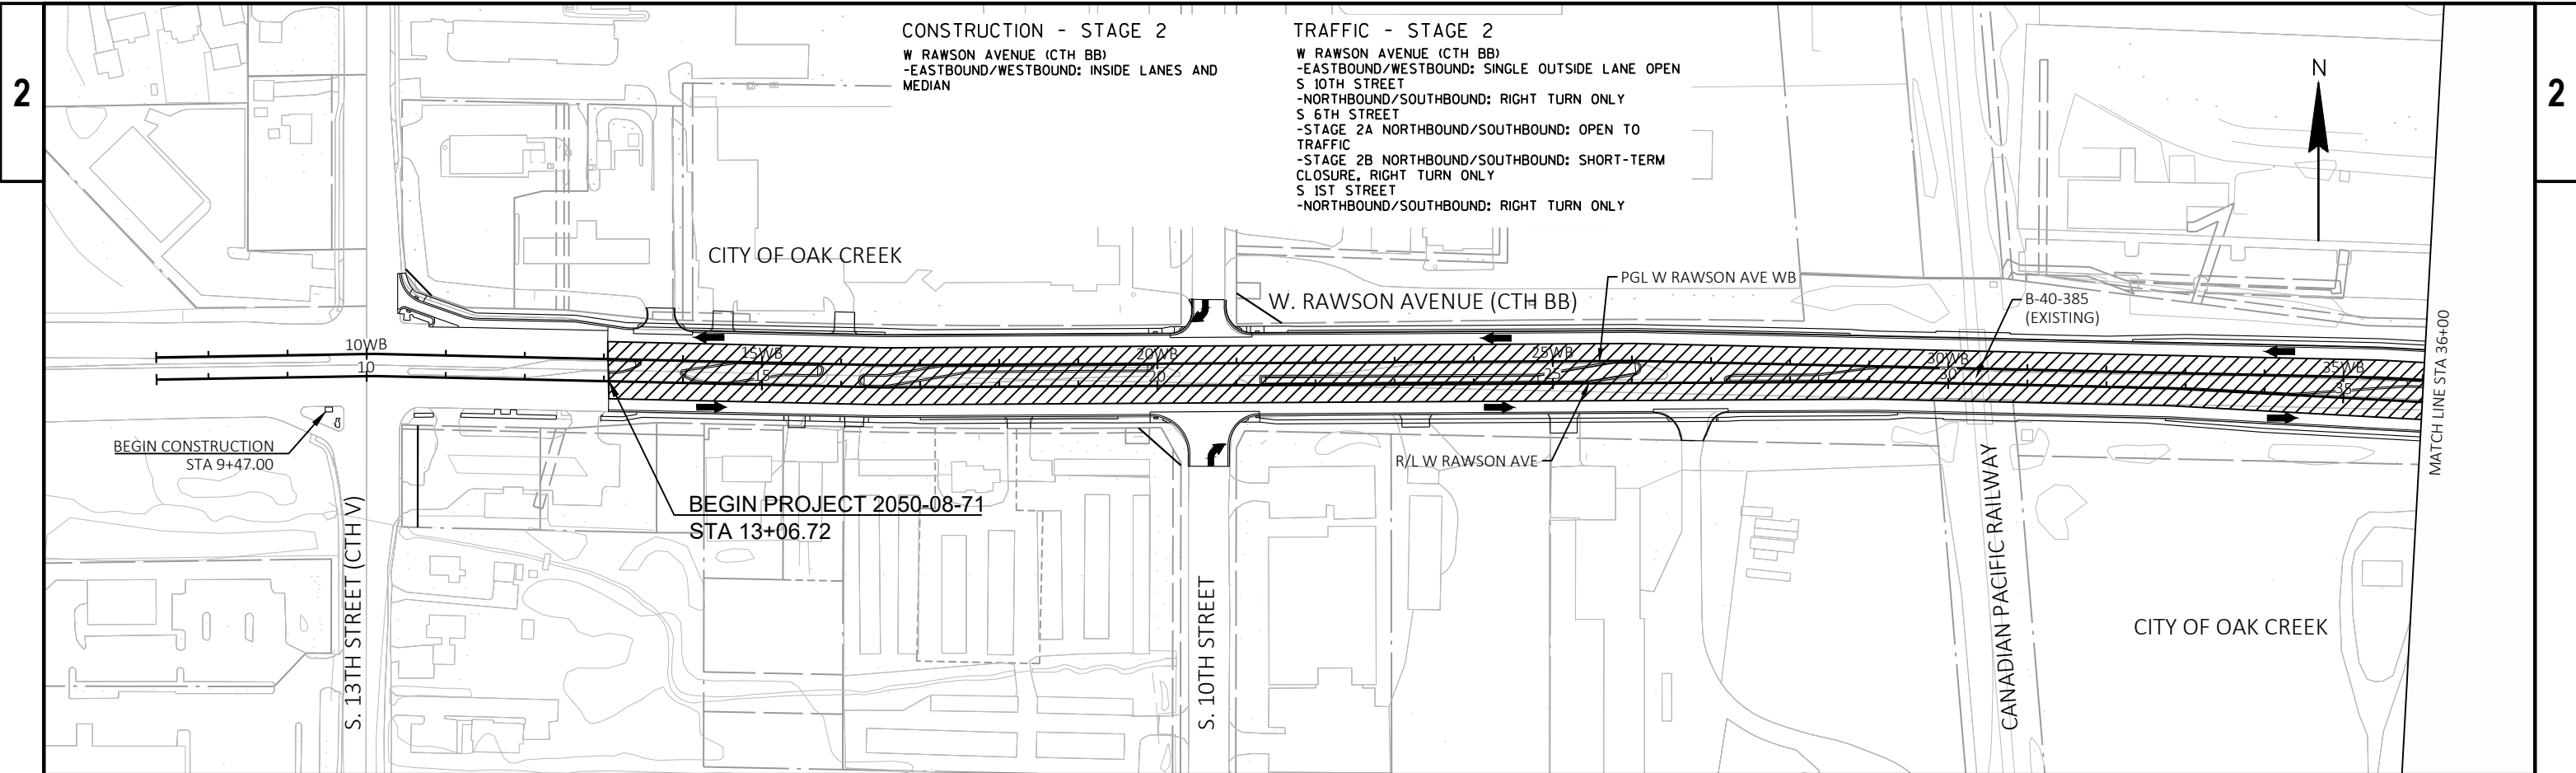 2
CONSTRUCTION - STAGE 2
W RAWSON AVENUE (CTH BB)
-EASTBOUND/WESTBOUND: INSIDE LANES AND
MEDIAN
TRAFFIC - STAGE 2
W RAWSON AVENUE (CTH BB)
-EASTBOUND/WESTBOUND: SINGLE OUTSIDE LANE OPEN
S 10TH STREET
-NORTHBOUND/SOUTHBOUND: RIGHT TURN ONLY
S 6TH STREET
-STAGE 2A NORTHBOUND/SOUTHBOUND: OPEN TO
TRAFFIC
-STAGE 2B NORTHBOUND/SOUTHBOUND: SHORT-TERM
CLOSURE, RIGHT TURN ONLY
S 1ST STREET
-NORTHBOUND/SOUTHBOUND: RIGHT TURN ONLY
N
2
CITY OF OAK CREEK
W. RAWSON AVENUE (CTH BB)
PGL W RAWSON AVE WB
B-40-385
(EXISTING)
MATCH LINE STA 36+00
10WB
15WB
20WB
25WB
30WB
35WB
10
15
20
25
30
35
BEGIN CONSTRUCTION
STA 9+47.00
R/L W RAWSON AVE
BEGIN PROJECT 2050-08-71
STA 13+06.72
S. 13TH STREET (CTH V)
S. 10TH STREET
CANADIAN PACIFIC RAILWAY
CITY OF OAK CREEK